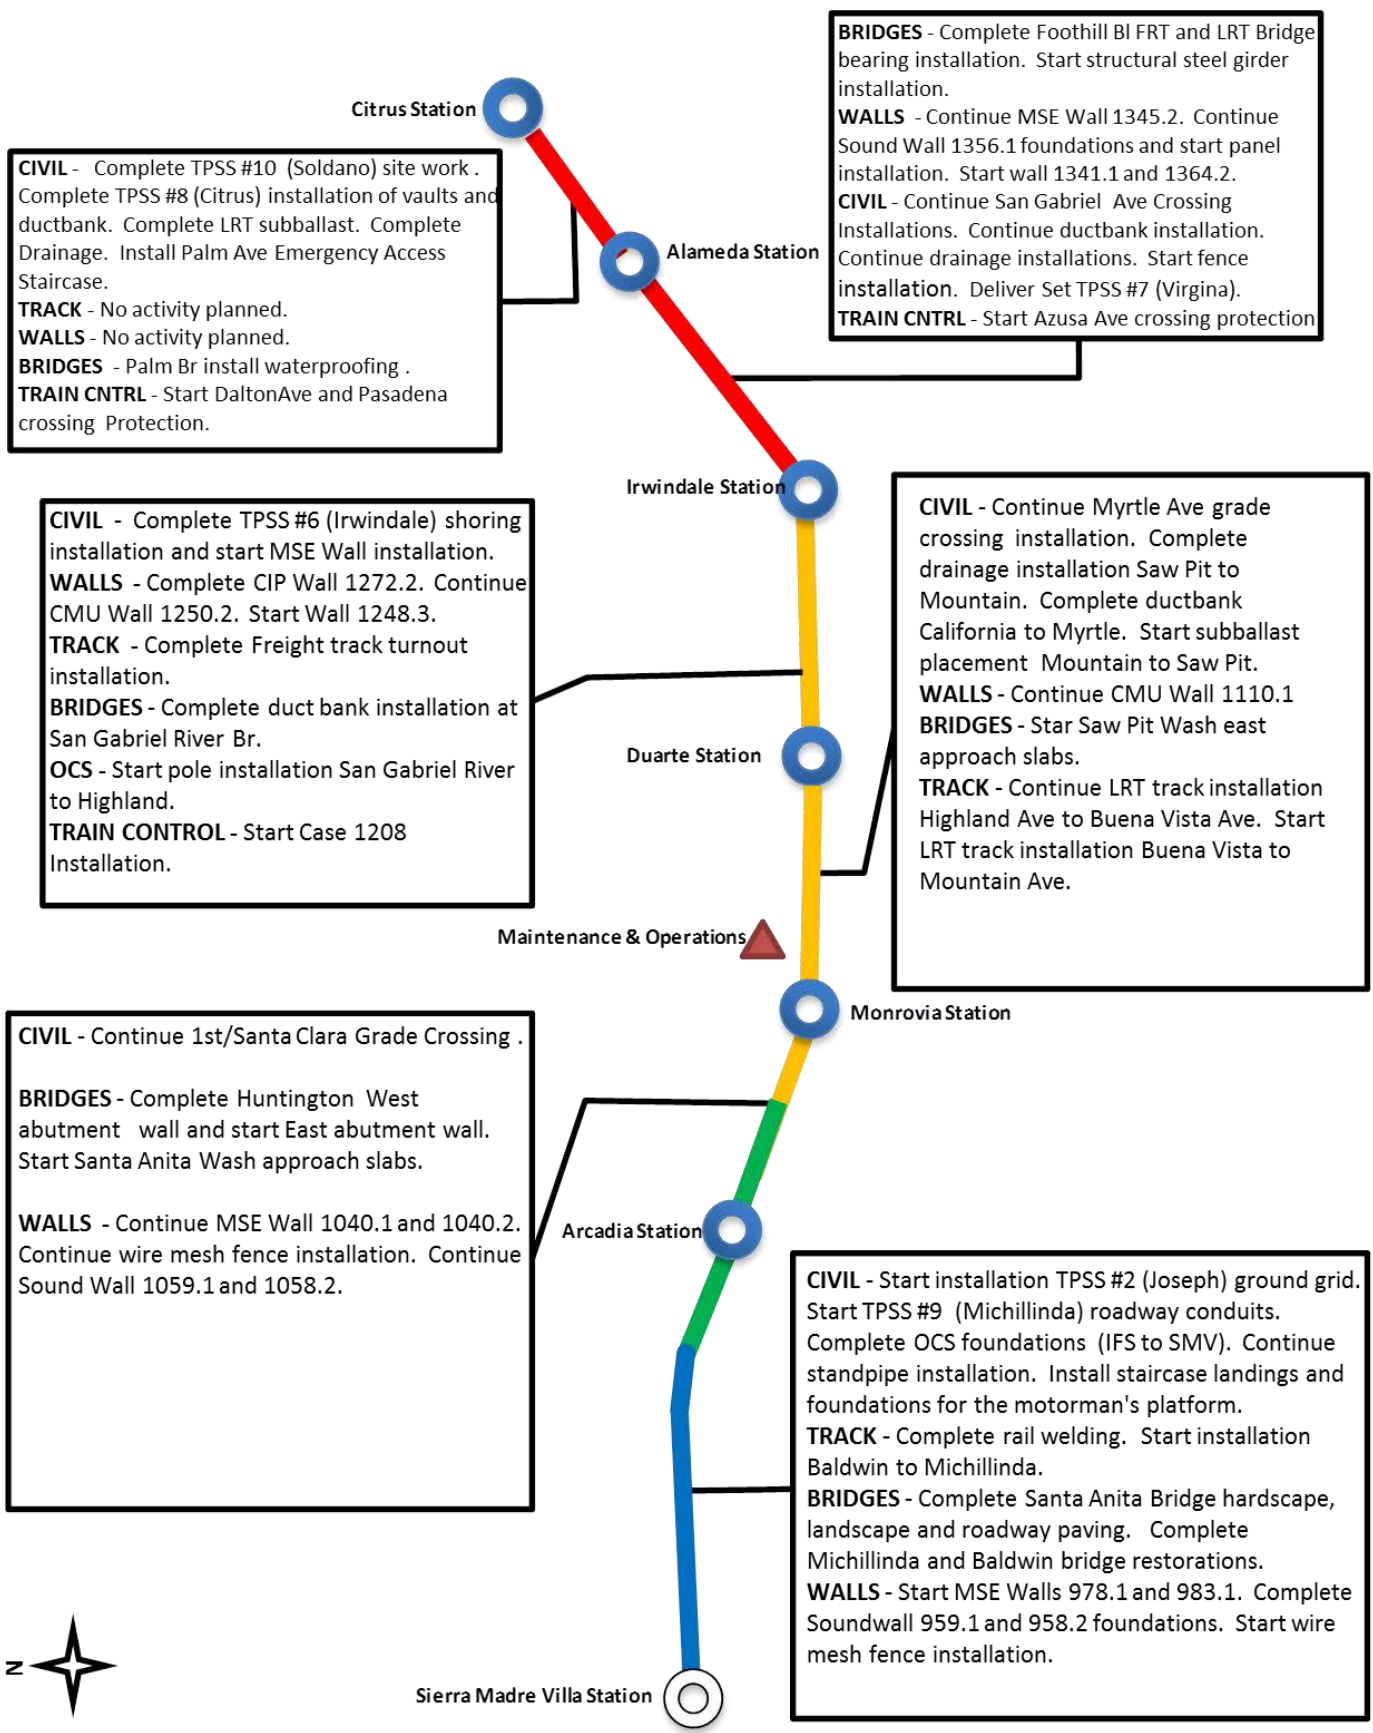 Citrus Station
BRIDGES - Complete Foothill Bl FRT and LRT Bridge
bearing installation. Start structural steel girder
installation.
WALLS - Continue MSE Wall 1345.2. Continue
Sound Wall 1356.1 foundations and start panel
installation. Start wall 1341.1 and 1364.2.
CIVIL - Continue San Gabriel Ave Crossing
Installations. Continue ductbank installation.
Continue drainage installations. Start fence
installation. Deliver Set TPSS #7 (Virgina).
TRAIN CNTRL - Start Azusa Ave crossing protection
CIVIL - Complete TPSS #10 (Soldano) site work .
Complete TPSS #8 (Citrus) installation of vaults and
ductbank. Complete LRT subballast. Complete
Drainage. Install Palm Ave Emergency Access
Staircase.
TRACK - No activity planned.
WALLS - No activity planned.
BRIDGES - Palm Br install waterproofing .
TRAIN CNTRL - Start DaltonAve and Pasadena
crossing Protection.
Alameda Station
Irwindale Station
CIVIL - Complete TPSS #6 (Irwindale) shoring
installation and start MSE Wall installation.
WALLS - Complete CIP Wall 1272.2. Continue
CMU Wall 1250.2. Start Wall 1248.3.
TRACK - Complete Freight track turnout
installation.
BRIDGES - Complete duct bank installation at
San Gabriel River Br.
OCS - Start pole installation San Gabriel River
to Highland.
TRAIN CONTROL - Start Case 1208
Installation.
CIVIL - Continue Myrtle Ave grade
crossing installation. Complete
drainage installation Saw Pit to
Mountain. Complete ductbank
California to Myrtle. Start subballast
placement Mountain to Saw Pit.
WALLS - Continue CMU Wall 1110.1
BRIDGES - Star Saw Pit Wash east
approach slabs.
TRACK - Continue LRT track installation
Highland Ave to Buena Vista Ave. Start
LRT track installation Buena Vista to
Mountain Ave.
Duarte Station
Maintenance & Operations
Monrovia Station
CIVIL - Continue 1st/Santa Clara Grade Crossing .
BRIDGES - Complete Huntington West
abutment wall and start East abutment wall.
Start Santa Anita Wash approach slabs.
WALLS - Continue MSE Wall 1040.1 and 1040.2.
Continue wire mesh fence installation. Continue
Sound Wall 1059.1 and 1058.2.
Arcadia Station
CIVIL - Start installation TPSS #2 (Joseph) ground grid.
Start TPSS #9 (Michillinda) roadway conduits.
Complete OCS foundations (IFS to SMV). Continue
standpipe installation. Install staircase landings and
foundations for the motorman's platform.
TRACK - Complete rail welding. Start installation
Baldwin to Michillinda.
BRIDGES - Complete Santa Anita Bridge hardscape,
landscape and roadway paving. Complete
Michillinda and Baldwin bridge restorations.
WALLS - Start MSE Walls 978.1 and 983.1. Complete
Soundwall 959.1 and 958.2 foundations. Start wire
mesh fence installation.
N
Sierra Madre Villa Station